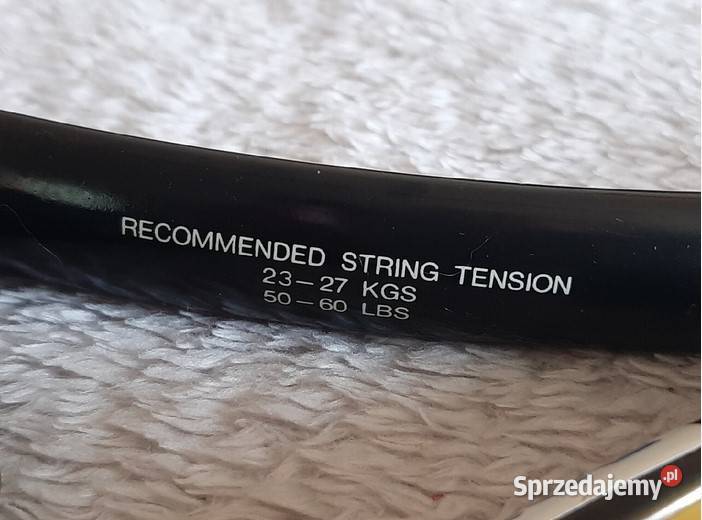 RECOMMENDED STRING TENSION
23–27 KGS
50–60 LBS
Sprzedajemy.pl